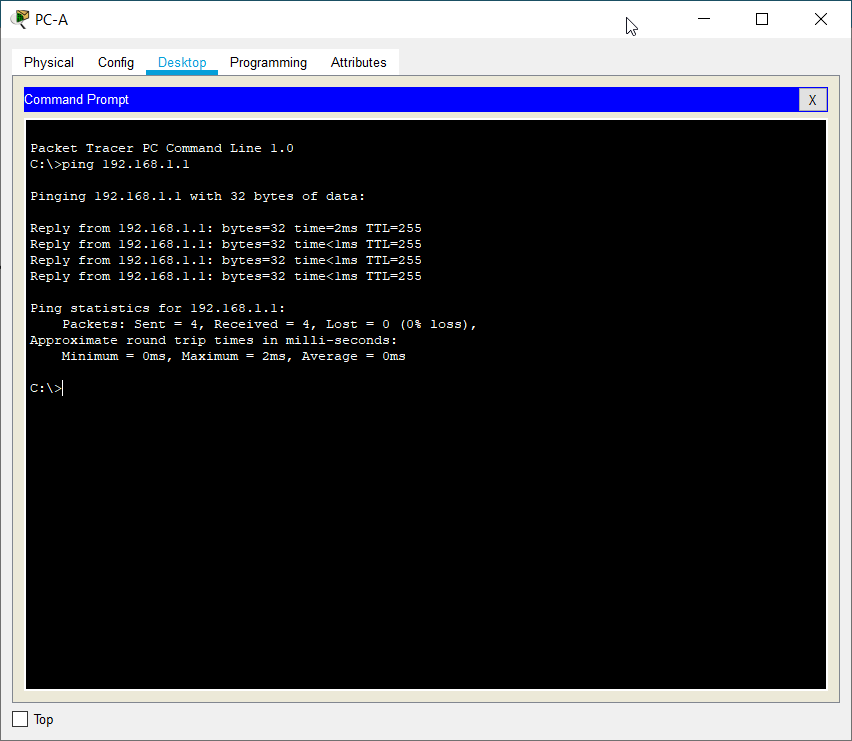 PC-A
Physical Config Desktop Programming Attributes
Command Prompt X
Packet Tracer PC Command Line 1.0
C:\>ping 192.168.1.1
Pinging 192.168.1.1 with 32 bytes of data:
Reply from 192.168.1.1: bytes=32 time=2ms TTL=255
Reply from 192.168.1.1: bytes=32 time<1ms TTL=255
Reply from 192.168.1.1: bytes=32 time<1ms TTL=255
Reply from 192.168.1.1: bytes=32 time<1ms TTL=255
Ping statistics for 192.168.1.1:
Packets: Sent = 4, Received = 4, Lost = 0 (0% loss),
Approximate round trip times in milli-seconds:
Minimum = 0ms, Maximum = 2ms, Average = 0ms
C:\>
Top